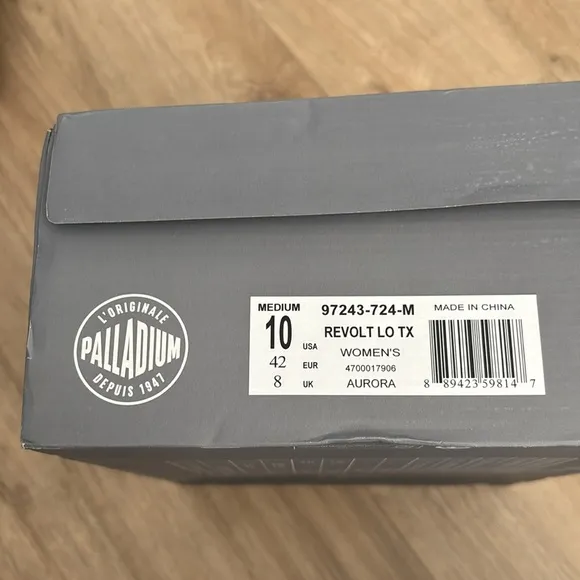 L'ORIGINALE
PALLADIUM
DEPUIS 1947
MEDIUM
10 USA
42 EUR
8 UK
97243-724-M
REVOLT LO TX
WOMEN'S
4700017906
AURORA
MADE IN CHINA
8 89423 59814 7